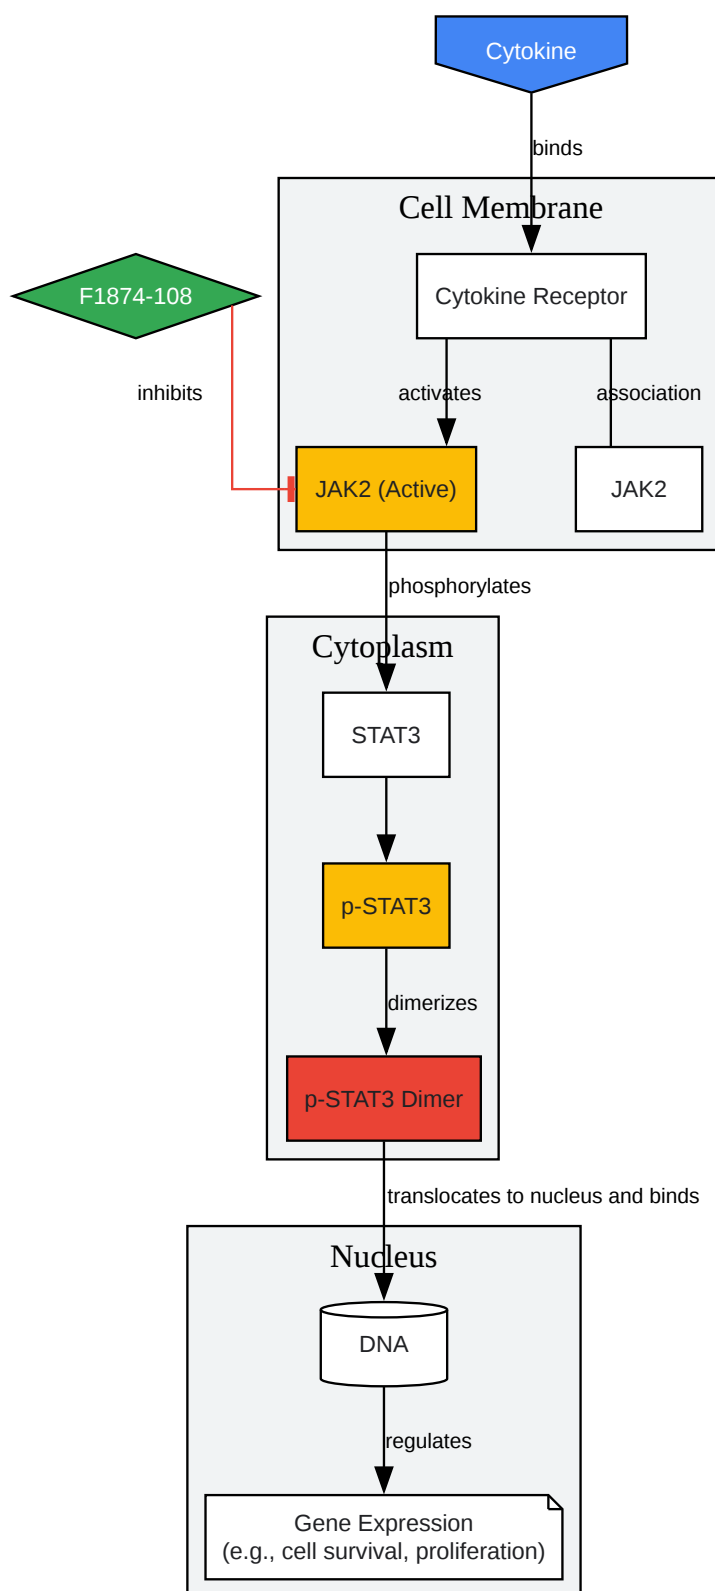 Cytokine
binds
Cell Membrane
F1874-108
Cytokine Receptor
inhibits
activates
association
JAK2 (Active)
JAK2
phosphorylates
Cytoplasm
STAT3
p-STAT3
dimerizes
p-STAT3 Dimer
translocates to nucleus and binds
Nucleus
DNA
regulates
Gene Expression
(e.g., cell survival, proliferation)